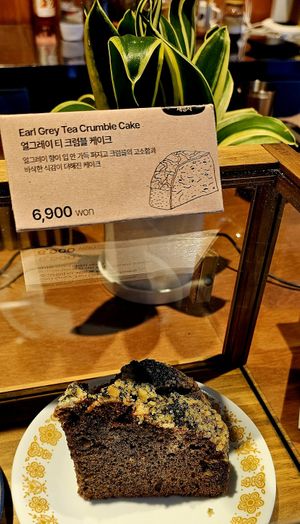 Earl Grey Tea Crumble Cake
얼그레이 티 크럼블 케이크
얼그레이 향이 입 안 가득 퍼지고 크럼블의 고소함과
바삭한 식감이 더해진 케이크
6,900 won